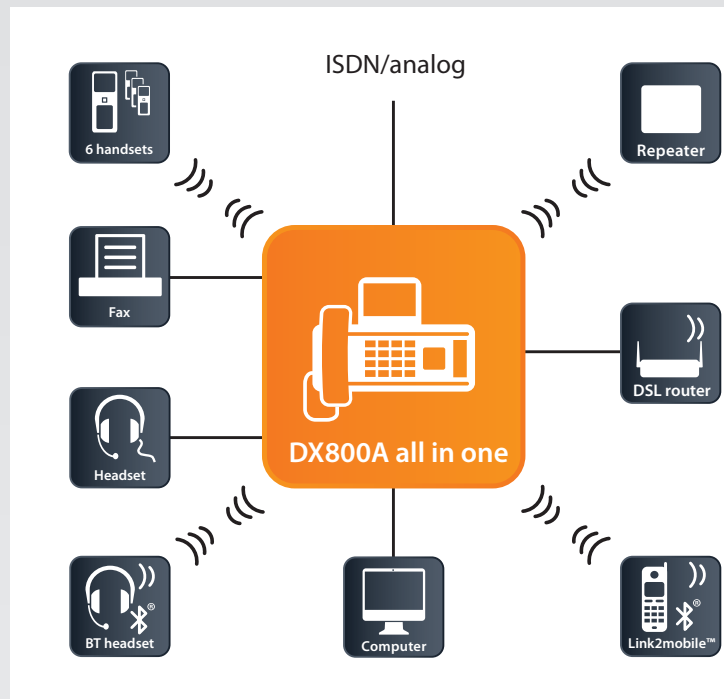 ISDN/analog
6 handsets
Repeater
Fax
DSL router
DX800A all in one
Headset
BT headset
®
Computer
Link2mobile™
®